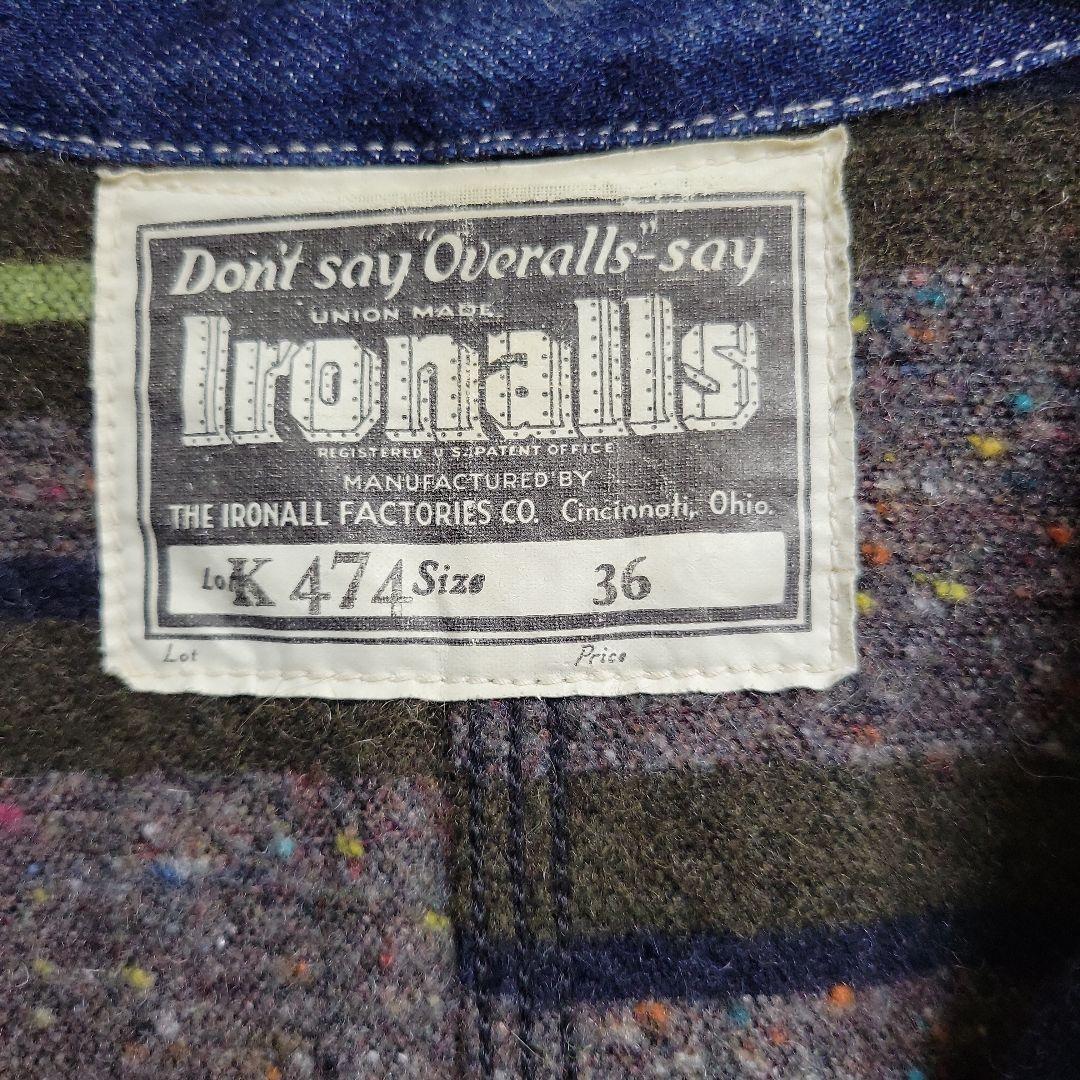 Don't say "Overalls"-say
UNION MADE
Ironalls
REGISTERED U.S. PATENT OFFICE
MANUFACTURED BY
THE IRONALL FACTORIES CO. Cincinnati, Ohio.
Lot K 474 Size 36
Lot Price